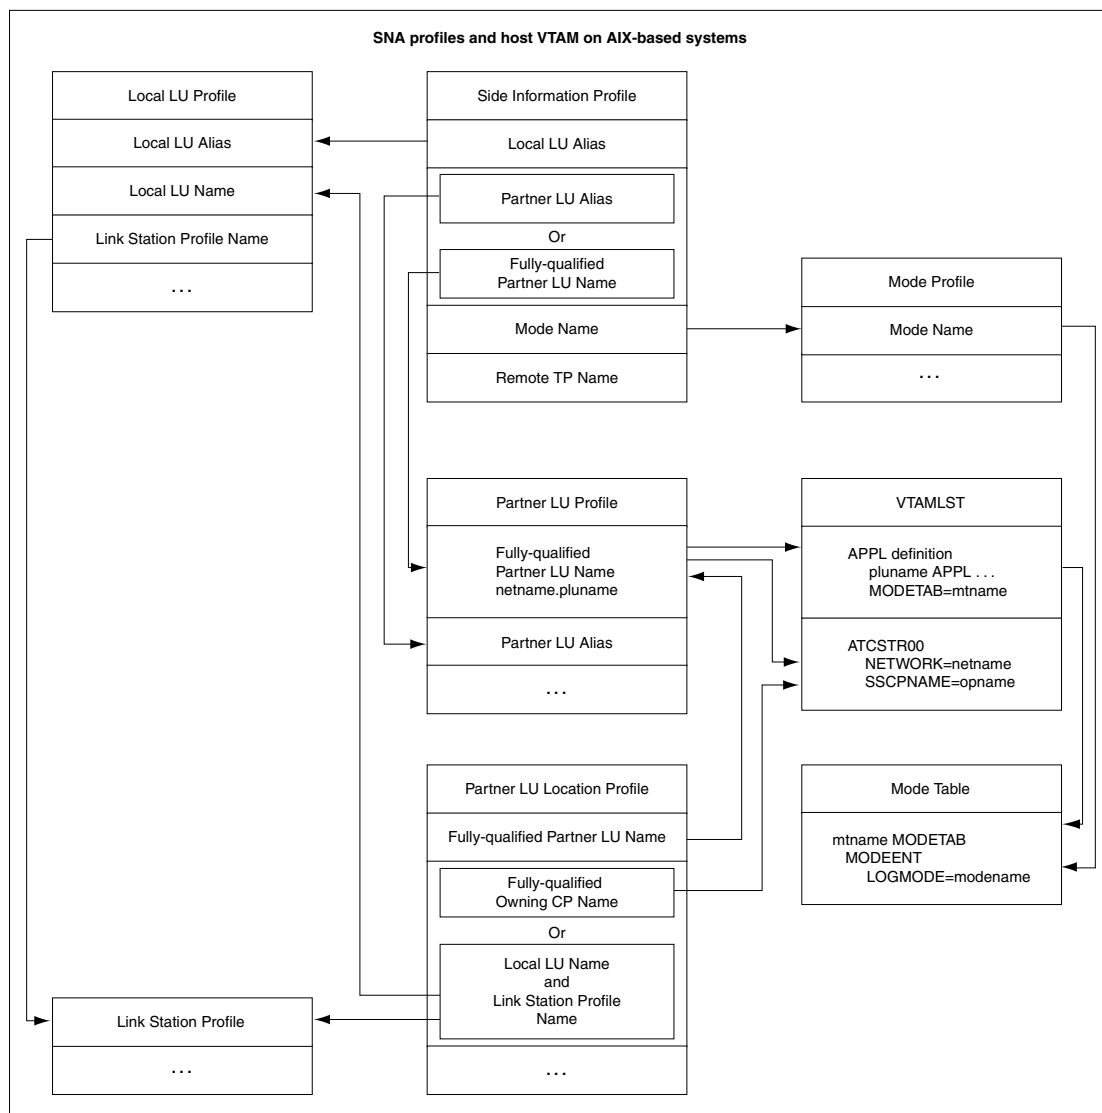 SNA profiles and host VTAM on AIX-based systems
Local LU Profile
Local LU Alias
Local LU Name
Link Station Profile Name
...
Side Information Profile
Local LU Alias
Partner LU Alias
Or
Fully-qualified
Partner LU Name
Mode Name
Remote TP Name
Mode Profile
Mode Name
...
Partner LU Profile
Fully-qualified
Partner LU Name
netname.pluname
Partner LU Alias
...
VTAMLST
APPL definition
pluname APPL . . .
MODETAB=mtname
ATCSTR00
NETWORK=netname
SSCPNAME=opname
Partner LU Location Profile
Fully-qualified Partner LU Name
Fully-qualified
Owning CP Name
Or
Local LU Name
and
Link Station Profile
Name
...
Mode Table
mtname MODETAB
MODEENT
LOGMODE=modename
Link Station Profile
...